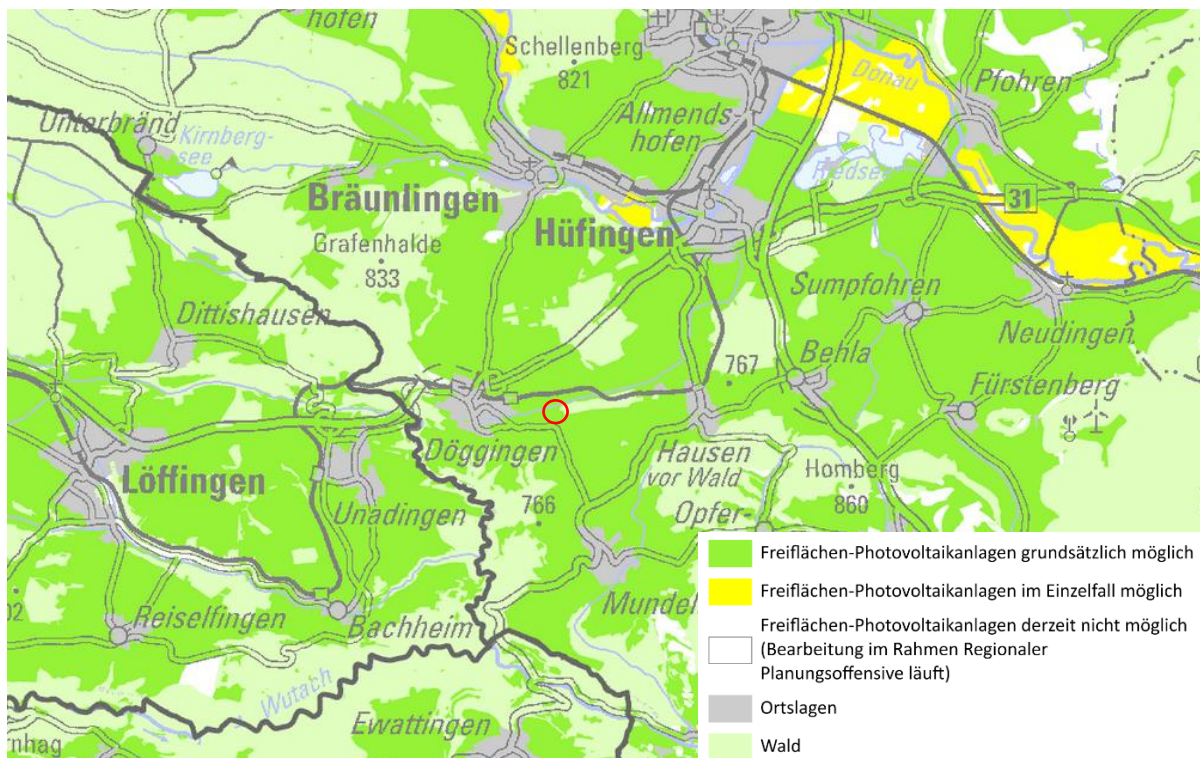 hofen
Schellenberg
821
Donau
Pfohren
Allmends-
hofen
Unterbränd
Kirnberg-
see
Riedsee
Bräunlingen
31
Hüfingen
Grafenhalde
833
Sumpfohren
Dittishausen
Neudingen
Behla
767
Fürstenberg
Döggingen
Hausen
vor Wald
Löffingen
Homberg
860
766
Unadingen
Opfer-
Freiflächen-Photovoltaikanlagen grundsätzlich möglich
Freiflächen-Photovoltaikanlagen im Einzelfall möglich
Freiflächen-Photovoltaikanlagen derzeit nicht möglich
(Bearbeitung im Rahmen Regionaler
Planungsoffensive läuft)
Ortslagen
Wald
02
Reiselfingen
Bachheim
Mundel
Wutach
Ewattingen
rnhag